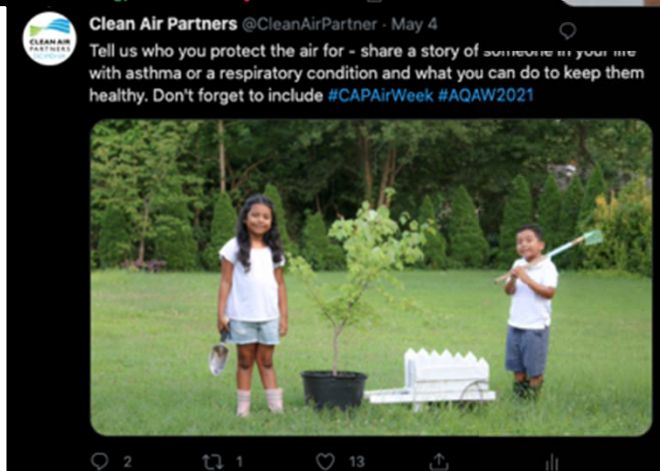 Clean Air Partners @CleanAirPartner · May 4
CLEAN AIR
PARTNERS
Tell us who you protect the air for - share a story of someone in your life
with asthma or a respiratory condition and what you can do to keep them
healthy. Don't forget to include #CAPAirWeek #AQAW2021
2 1 13